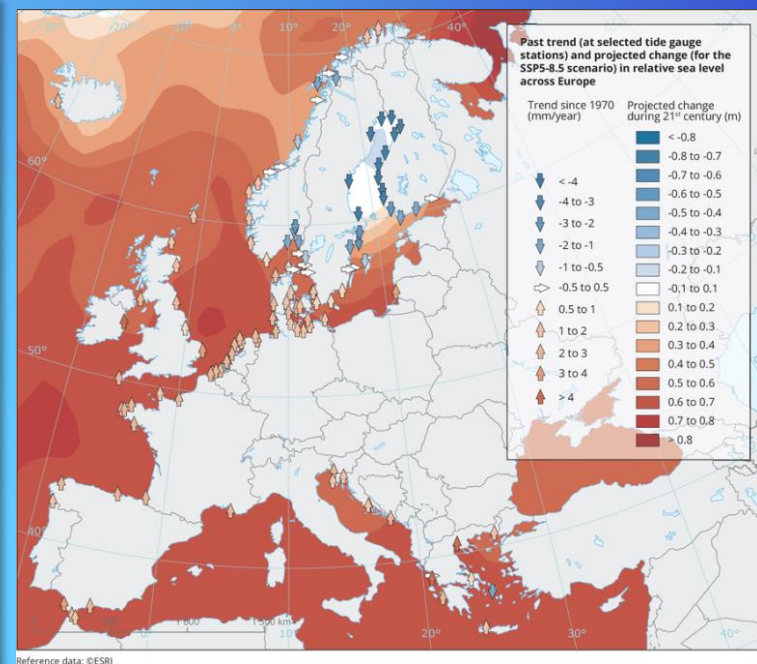 Past trend (at selected tide gauge
stations) and projected change (for the
SSP5-8.5 scenario) in relative sea level
across Europe
Trend since 1970
(mm/year)
< -4
-4 to -3
-3 to -2
-2 to -1
-1 to -0.5
-0.5 to 0.5
0.5 to 1
1 to 2
2 to 3
3 to 4
> 4
Projected change
during 21st century (m)
< -0.8
-0.8 to -0.7
-0.7 to -0.6
-0.6 to -0.5
-0.5 to -0.4
-0.4 to -0.3
-0.3 to -0.2
-0.2 to -0.1
-0.1 to 0.1
0.1 to 0.2
0.2 to 0.3
0.3 to 0.4
0.4 to 0.5
0.5 to 0.6
0.6 to 0.7
0.7 to 0.8
> 0.8
30°
20°
10°
0°
10°
20°
30°
60°
50°
40°
1 500 km
0°
10°
20°
30°
40°
Reference data: ©ESRI